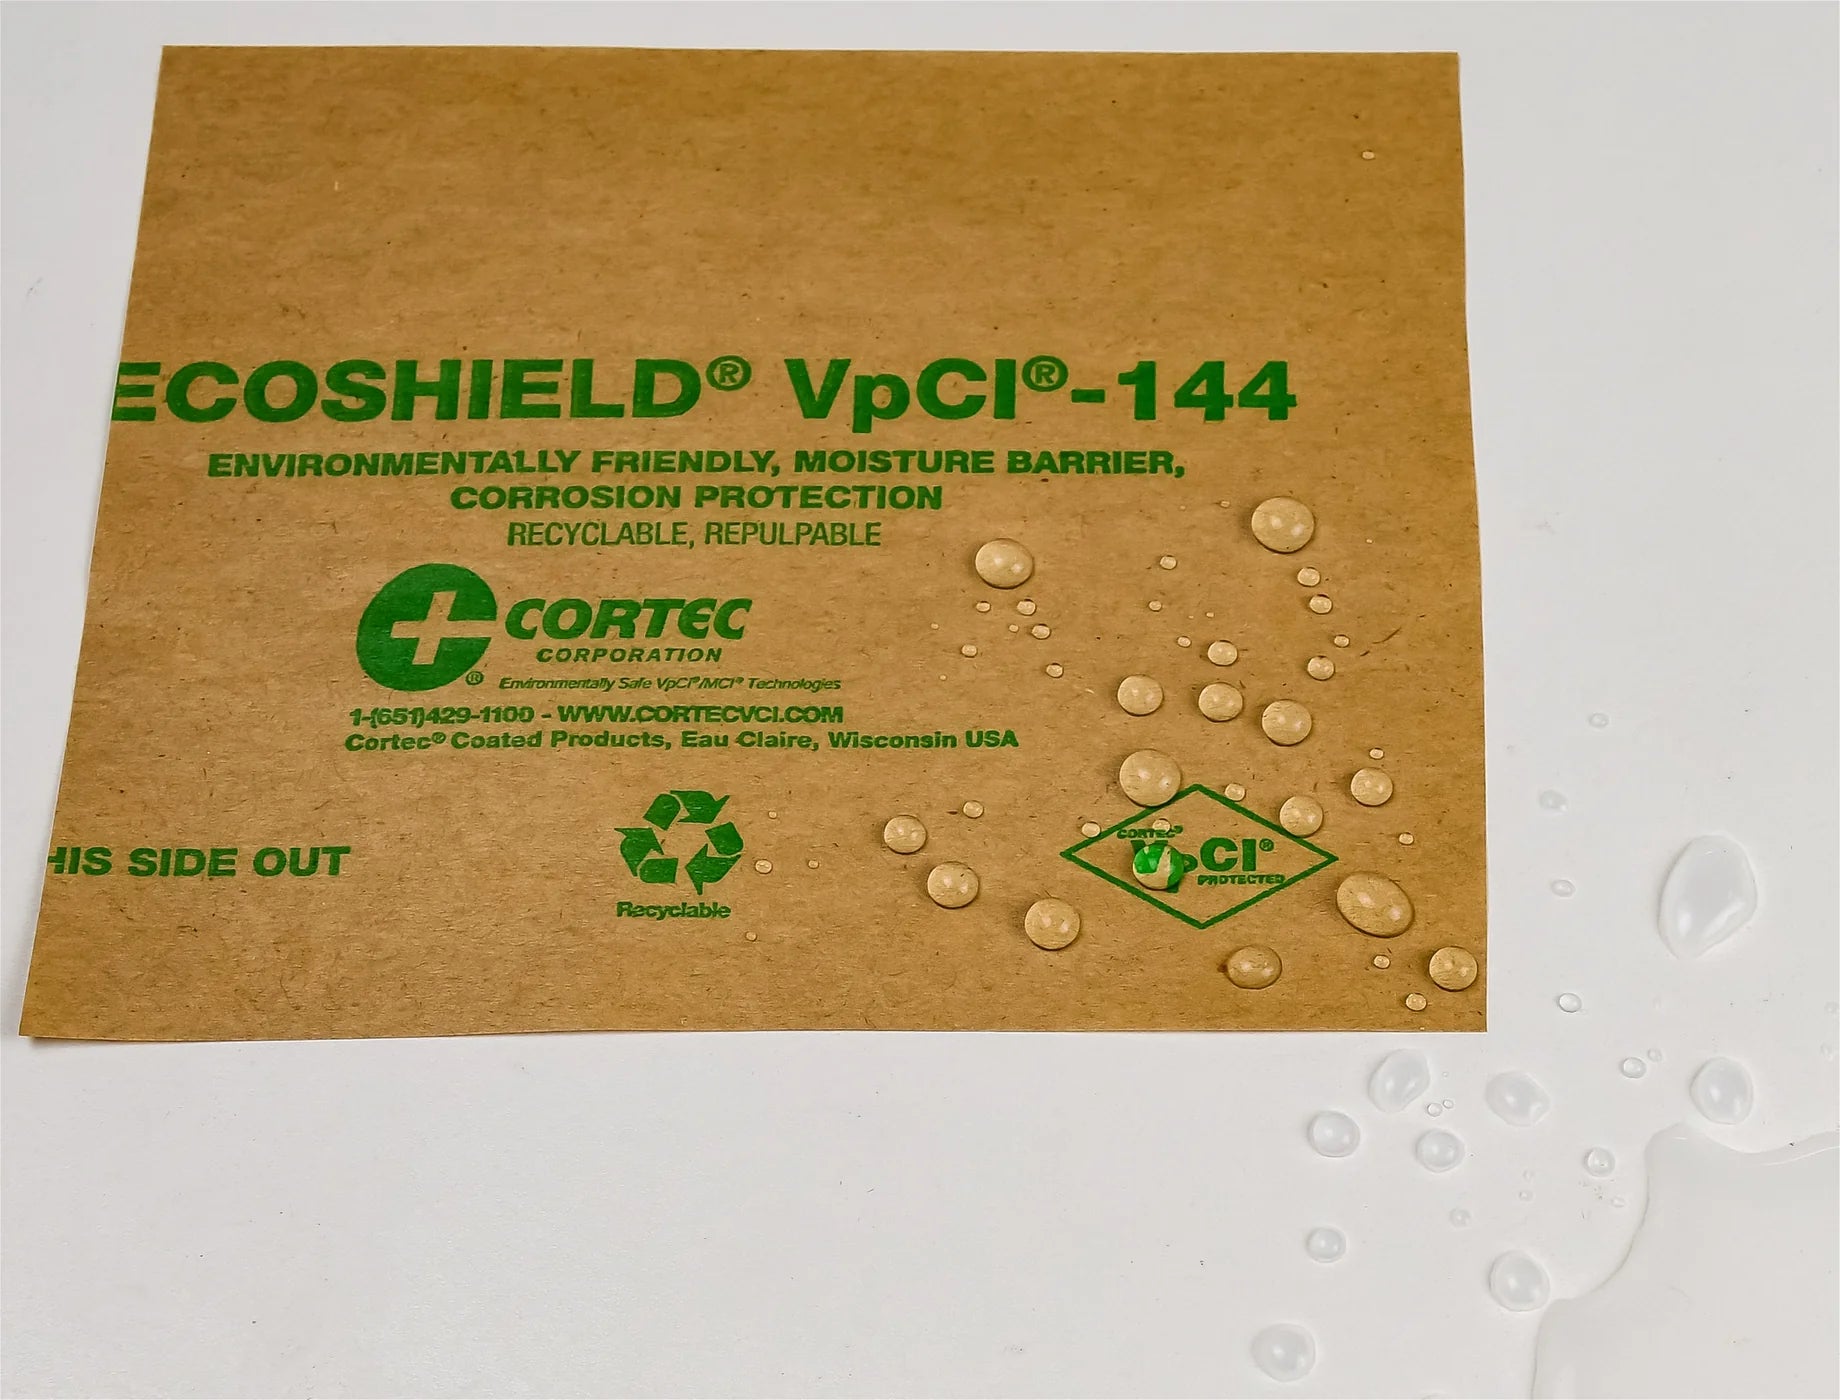 ECOSHIELD® VpCI®-144
ENVIRONMENTALLY FRIENDLY, MOISTURE BARRIER,
CORROSION PROTECTION
RECYCLABLE, REPULPABLE
CORTEC
CORPORATION
® Environmentally Safe VpCI®/MCI® Technologies
1-(651)429-1100 - WWW.CORTECVCI.COM
Cortec® Coated Products, Eau Claire, Wisconsin USA
HIS SIDE OUT
Recyclable
CORTEC®
VpCI®
PROTECTED